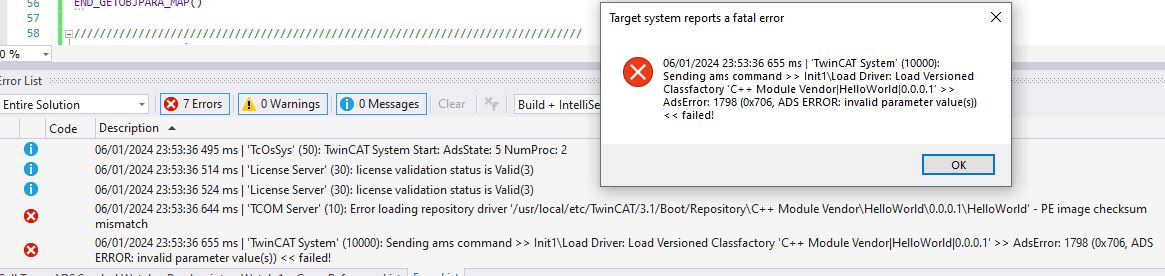 56
END_GETOBJPARA_MAP()
57
58
///////////////////////////////////////////////////////////////////////////////
0 %
Error List
Entire Solution
7 Errors
0 Warnings
0 Messages
Clear
Build + IntelliSe
Code
Description
06/01/2024 23:53:36 495 ms | 'TcOsSys' (50): TwinCAT System Start: AdsState: 5 NumProc: 2
06/01/2024 23:53:36 514 ms | 'License Server' (30): license validation status is Valid(3)
06/01/2024 23:53:36 524 ms | 'License Server' (30): license validation status is Valid(3)
06/01/2024 23:53:36 644 ms | 'TCOM Server' (10): Error loading repository driver '/usr/local/etc/TwinCAT/3.1/Boot/Repository\C++ Module Vendor\HelloWorld\0.0.0.1\HelloWorld' - PE image checksum
mismatch
06/01/2024 23:53:36 655 ms | 'TwinCAT System' (10000): Sending ams command >> Init1\Load Driver: Load Versioned Classfactory 'C++ Module Vendor|HelloWorld|0.0.0.1' >> AdsError: 1798 (0x706, ADS
ERROR: invalid parameter value(s)) << failed!
Target system reports a fatal error
06/01/2024 23:53:36 655 ms | 'TwinCAT System' (10000):
Sending ams command >> Init1\Load Driver: Load Versioned
Classfactory 'C++ Module Vendor|HelloWorld|0.0.0.1' >>
AdsError: 1798 (0x706, ADS ERROR: invalid parameter value(s))
<< failed!
OK